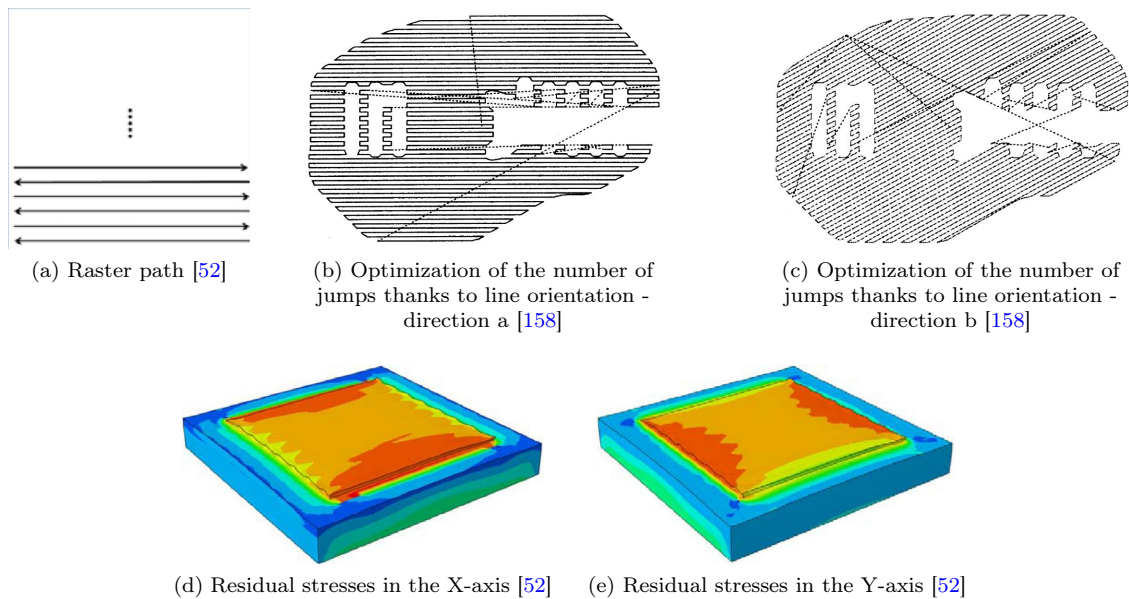 (a) Raster path [52]
(b) Optimization of the number of
jumps thanks to line orientation -
direction a [158]
(c) Optimization of the number of
jumps thanks to line orientation -
direction b [158]
(d) Residual stresses in the X-axis [52]
(e) Residual stresses in the Y-axis [52]